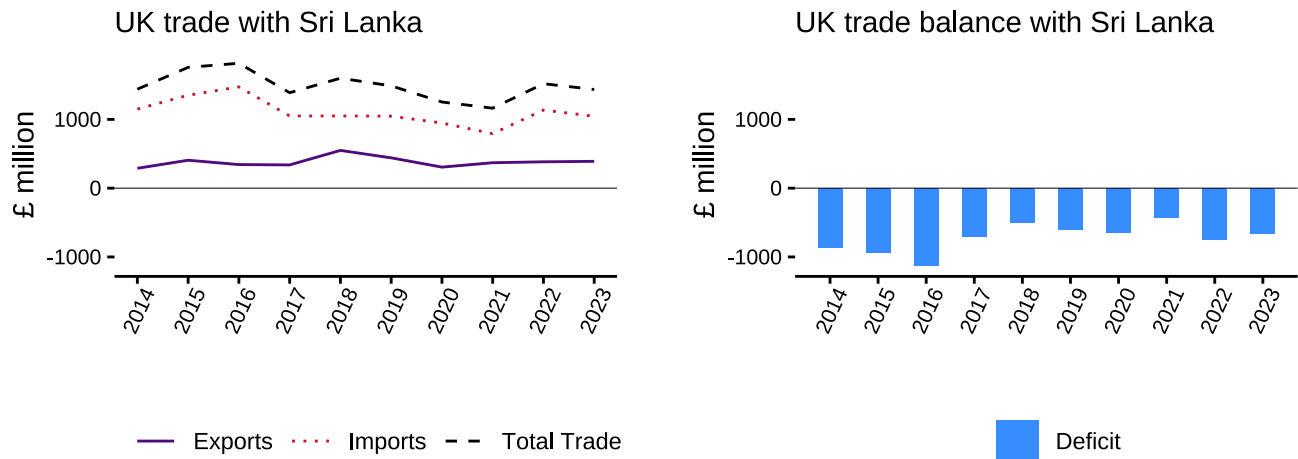 UK trade with Sri Lanka
£ million
1000
0
-1000
2014 2015 2016 2017 2018 2019 2020 2021 2022 2023
Exports Imports Total Trade
UK trade balance with Sri Lanka
£ million
1000
0
-1000
2014 2015 2016 2017 2018 2019 2020 2021 2022 2023
Deficit